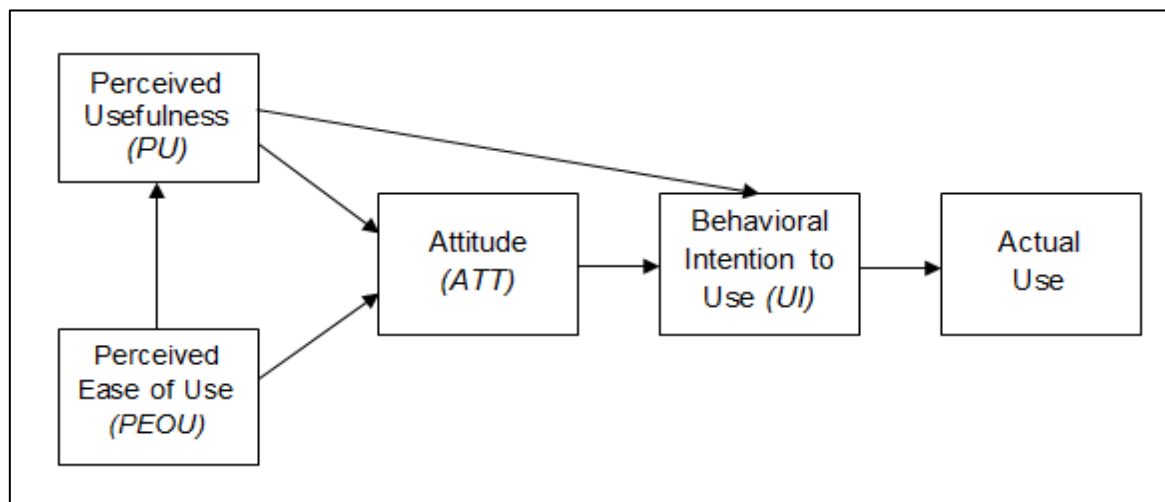 Perceived
Usefulness
(PU)
Perceived
Ease of Use
(PEOU)
Attitude
(ATT)
Behavioral
Intention to
Use (UI)
Actual
Use